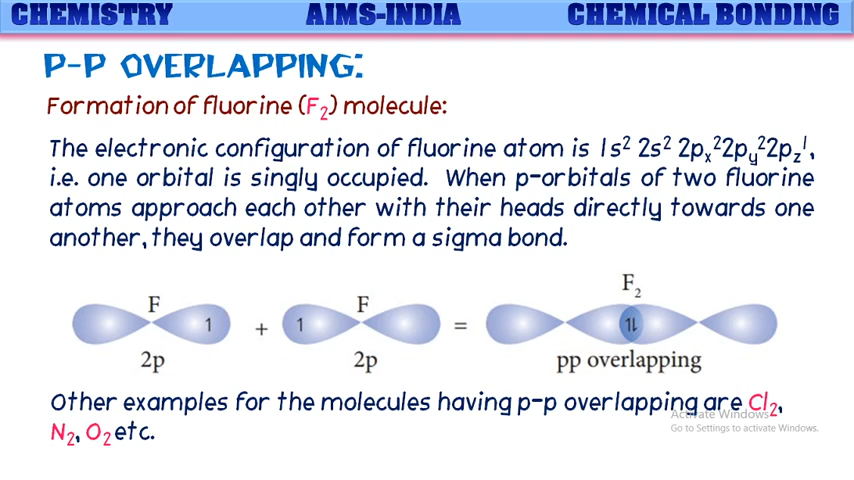 CHEMISTRY AIMS-INDIA CHEMICAL BONDING
P-P OVERLAPPING:
Formation of fluorine (F₂) molecule:
The electronic configuration of fluorine atom is 1s² 2s² 2pₓ²2pᵧ²2p_z¹,
i.e. one orbital is singly occupied. When p-orbitals of two fluorine
atoms approach each other with their heads directly towards one
another, they overlap and form a sigma bond.
F F F₂
1 + 1 = 1L
2p 2p pp overlapping
Other examples for the molecules having p-p overlapping are Cl₂,
N₂, O₂ etc.
Activate Windows
Go to Settings to activate Windows.